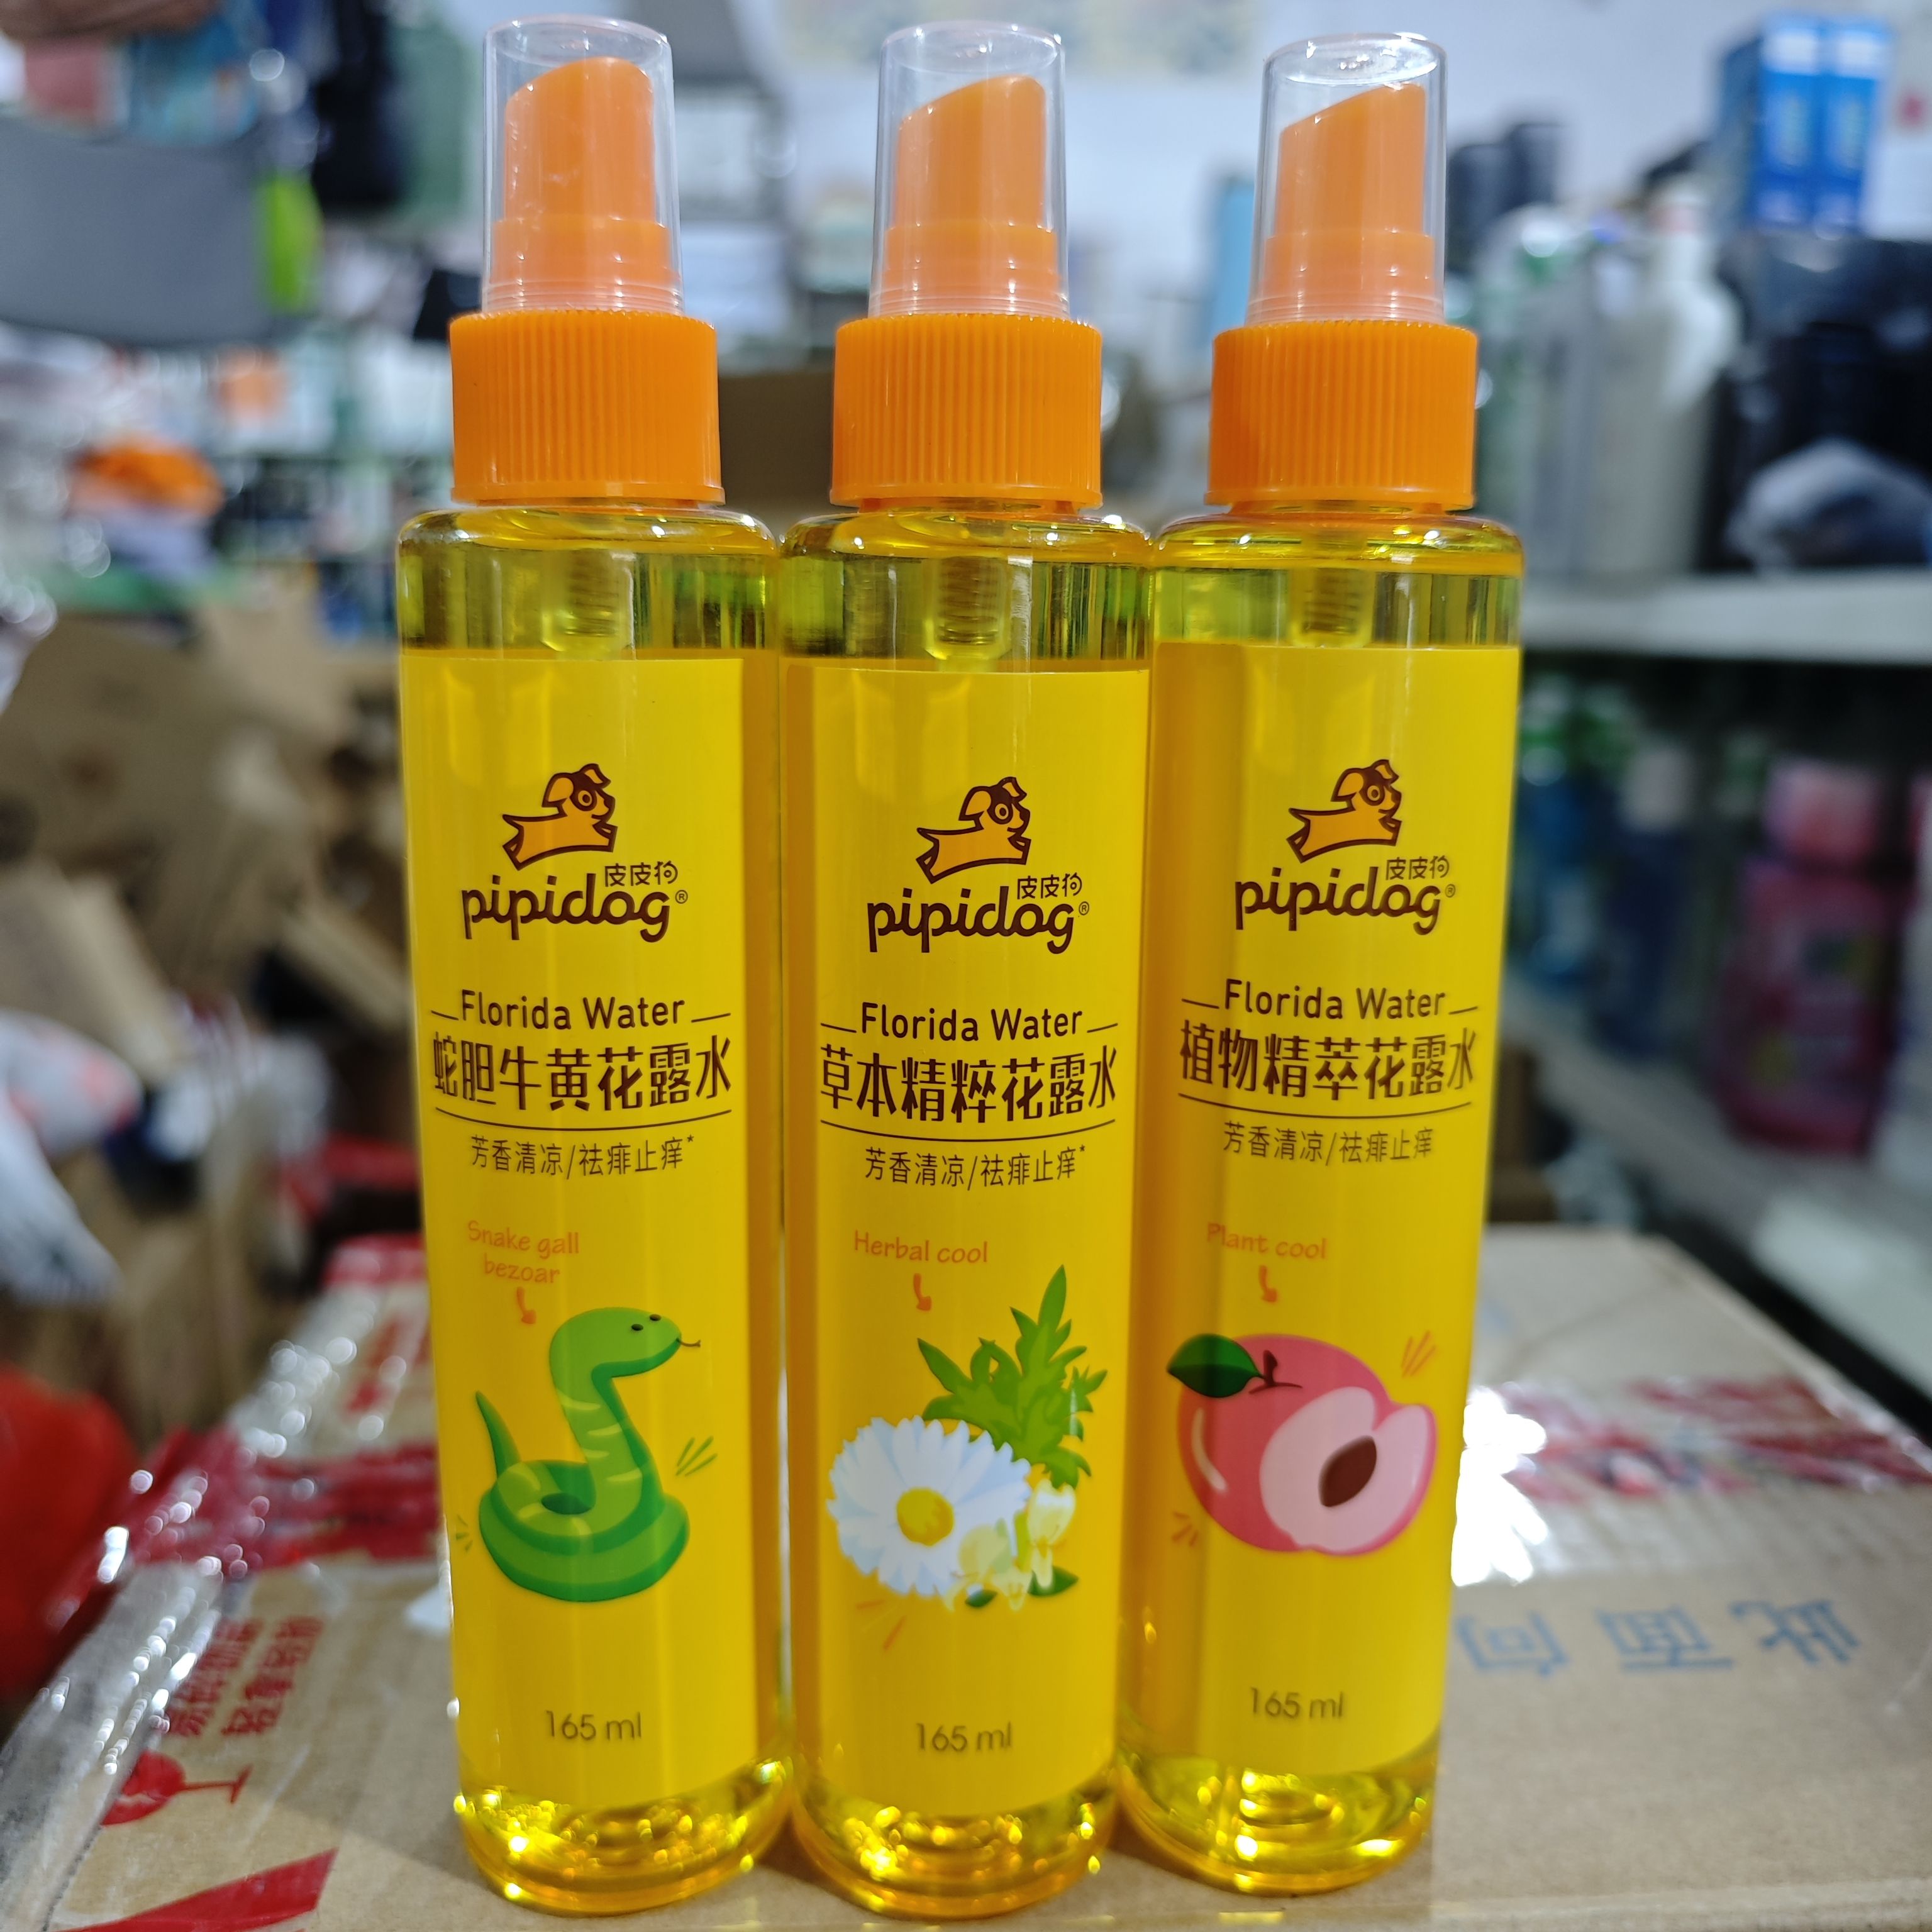 皮皮狗
pipidog®
Florida Water
蛇胆牛黄花露水
芳香清凉/祛痱止痒*
Snake gall
bezoar
165 ml
皮皮狗
pipidog®
Florida Water
草本精粹花露水
芳香清凉/祛痱止痒*
Herbal cool
165 ml
皮皮狗
pipidog®
Florida Water
植物精萃花露水
芳香清凉/祛痱止痒
Plant cool
165 ml
此面向